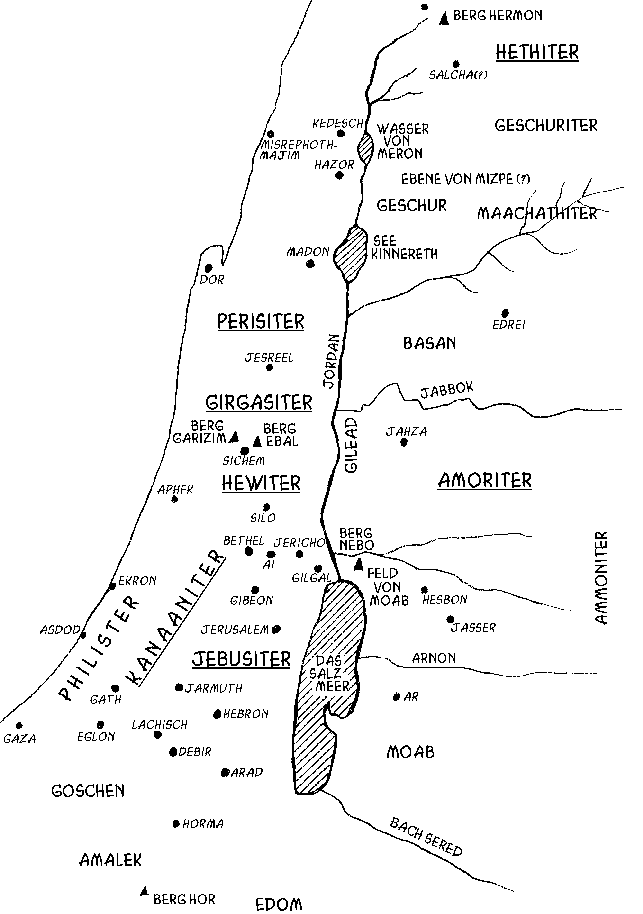 BERG HERMON
HETHITER
SALCHA(?)
GESCHURITER
KEDESCH
WASSER
VON
MERON
MISREPHOTH-
MAJIM
HAZOR
EBENE VON MIZPE (?)
GESCHUR
MAACHATHITER
SEE
KINNERETH
MADON
DOR
PERISITER
EDREI
BASAN
JORDAN
JESREEL
JABBOK
GIRGASITER
BERG
GARIZIM
BERG
EBAL
GILEAD
JAHZA
SICHEM
HEWITER
AMORITER
APHEK
SILO
BETHEL
AI
JERICHO
BERG
NEBO
GILGAL
FELD
VON
MOAB
AMMONITER
EKRON
KANAANITER
GIBEON
HESBON
PHILISTER
ASDOD
JERUSALEM
JASSER
JEBUSITER
DAS
SALZ
MEER
ARNON
GATH
JARMUTH
AR
HEBRON
GAZA
EGLON
LACHISCH
DEBIR
MOAB
ARAD
GOSCHEN
HORMA
BACH SERED
AMALEK
BERG HOR
EDOM